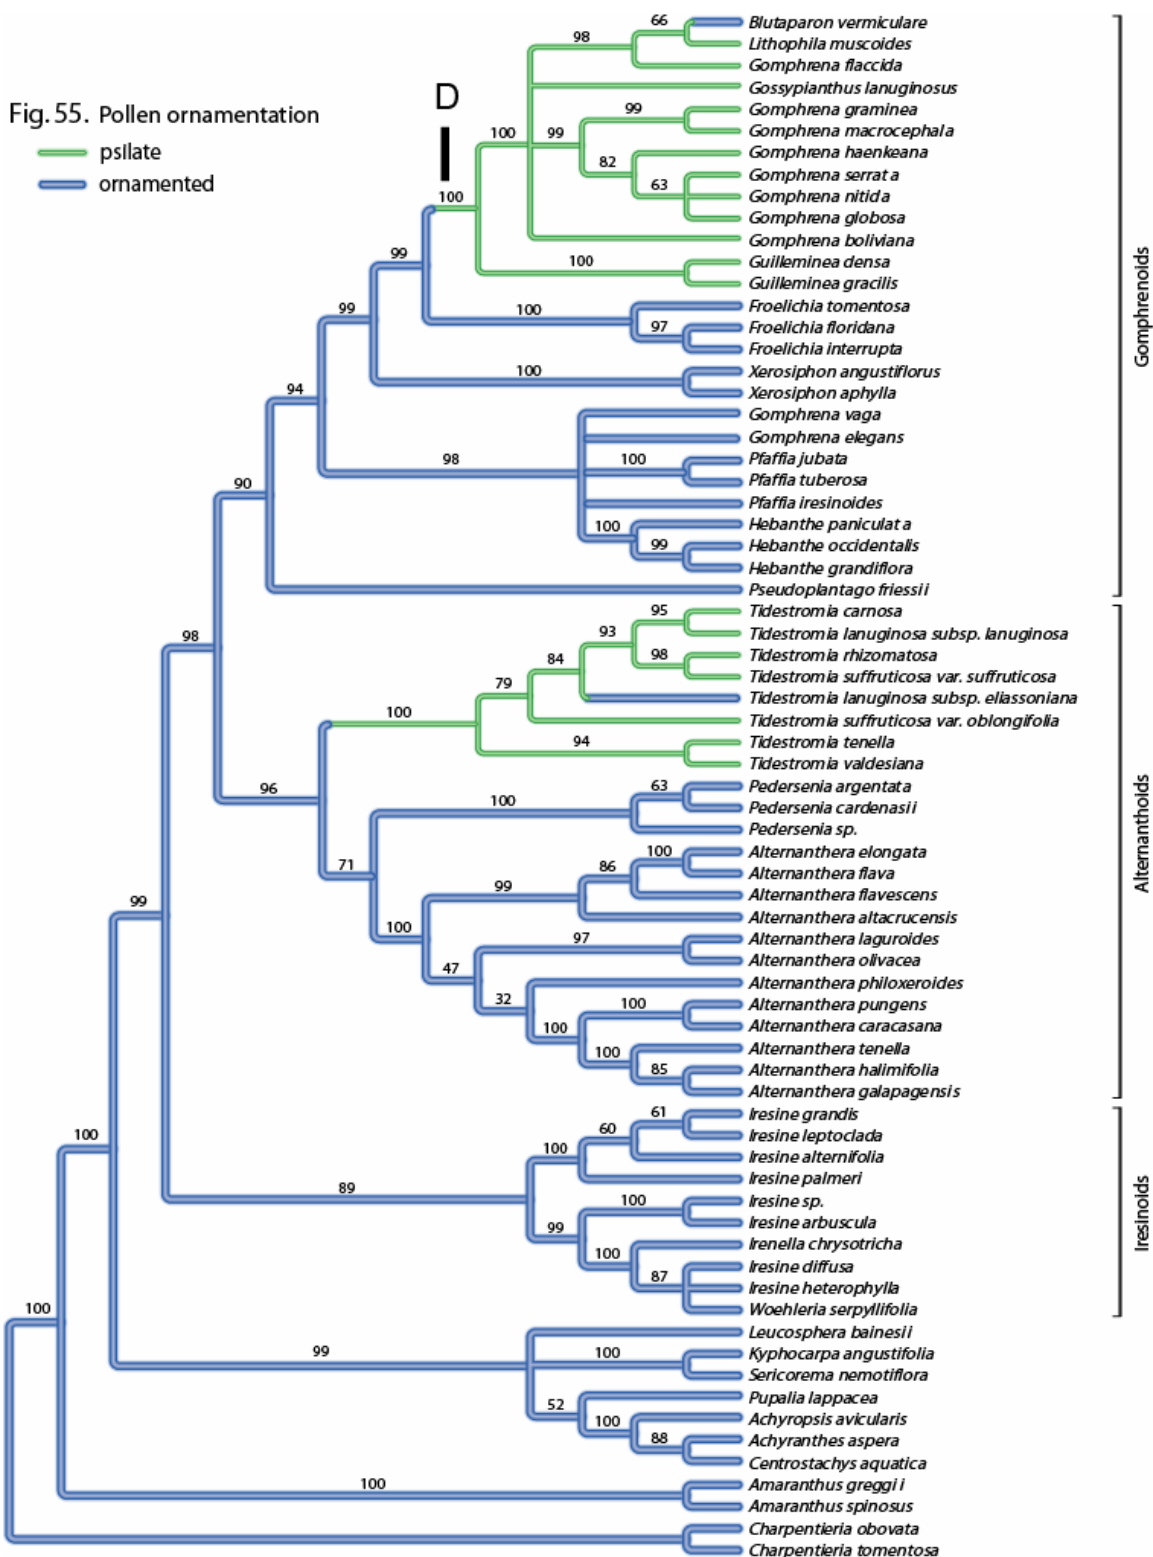 Fig. 55. Pollen ornamentation
psilate
ornamented
D
Blutaparon vermiculare
Lithophila muscoides
Gomphrena flaccida
Gossypianthus lanuginosus
Gomphrena graminea
Gomphrena macrocephala
Gomphrena haenkeana
Gomphrena serrata
Gomphrena nitida
Gomphrena globosa
Gomphrena boliviana
Guilleminea densa
Guilleminea gracilis
Froelichia tomentosa
Froelichia floridana
Froelichia interrupta
Xerosiphon angustiflorus
Xerosiphon aphylla
Gomphrena vaga
Gomphrena elegans
Pfaffia jubata
Pfaffia tuberosa
Pfaffia iresinoides
Hebanthe paniculata
Hebanthe occidentalis
Hebanthe grandiflora
Pseudoplantago friessii
Tidestromia carnosa
Tidestromia lanuginosa subsp. lanuginosa
Tidestromia rhizomatosa
Tidestromia suffruticosa var. suffruticosa
Tidestromia lanuginosa subsp. eliassoniana
Tidestromia suffruticosa var. oblongifolia
Tidestromia tenella
Tidestromia valdesiana
Pedersenia argentata
Pedersenia cardenasii
Pedersenia sp.
Alternanthera elongata
Alternanthera flava
Alternanthera flavescens
Alternanthera altacrucensis
Alternanthera laguroides
Alternanthera olivacea
Alternanthera philoxeroides
Alternanthera pungens
Alternanthera caracasana
Alternanthera tenella
Alternanthera halimifolia
Alternanthera galapagensis
Iresine grandis
Iresine leptoclada
Iresine alternifolia
Iresine palmeri
Iresine sp.
Iresine arbuscula
Irenella chrysotricha
Iresine diffusa
Iresine heterophylla
Woehleria serpyllifolia
Leucosphera bainesii
Kyphocarpa angustifolia
Sericorema nemotiflora
Pupalia lappacea
Achyropsis avicularis
Achyranthes aspera
Centrostachys aquatica
Amaranthus greggii
Amaranthus spinosus
Charpentieria obovata
Charpentieria tomentosa
Gomphrenoids
Alternanthoids
Iresinoids
66
98
99
100
99
82
63
100
100
99
100
97
99
100
94
98
100
90
100
99
95
93
98
84
79
100
94
98
96
63
100
100
86
71
99
99
100
97
47
32
100
100
100
85
100
61
60
100
89
100
99
100
87
100
99
100
52
100
88
100